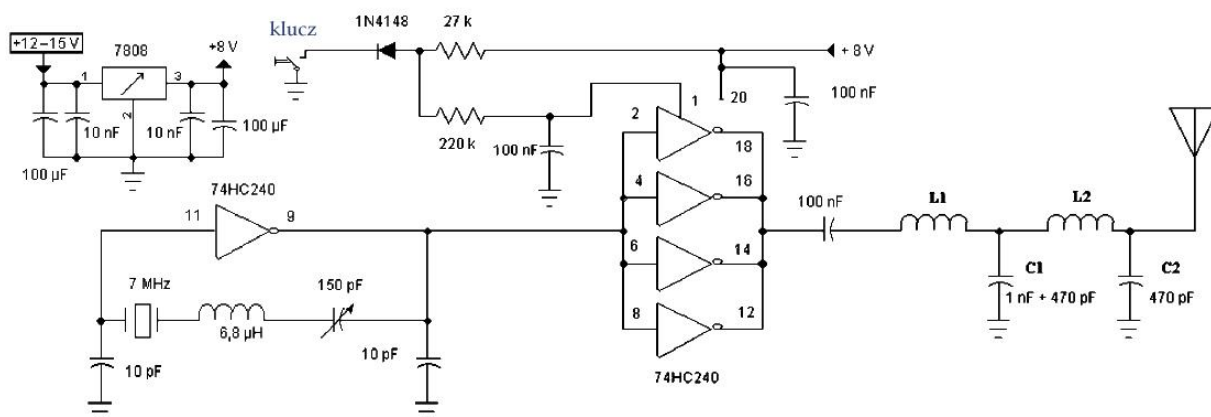 +12-15 V
7808
+8 V
1
3
2
10 nF
10 nF
100 µF
100 µF
klucz
1N4148
27 k
+ 8 V
20
100 nF
220 k
100 nF
1
2
18
4
16
6
14
8
12
74HC240
74HC240
11
9
7 MHz
6,8 µH
150 pF
10 pF
10 pF
100 nF
L1
L2
C1
1 nF + 470 pF
C2
470 pF